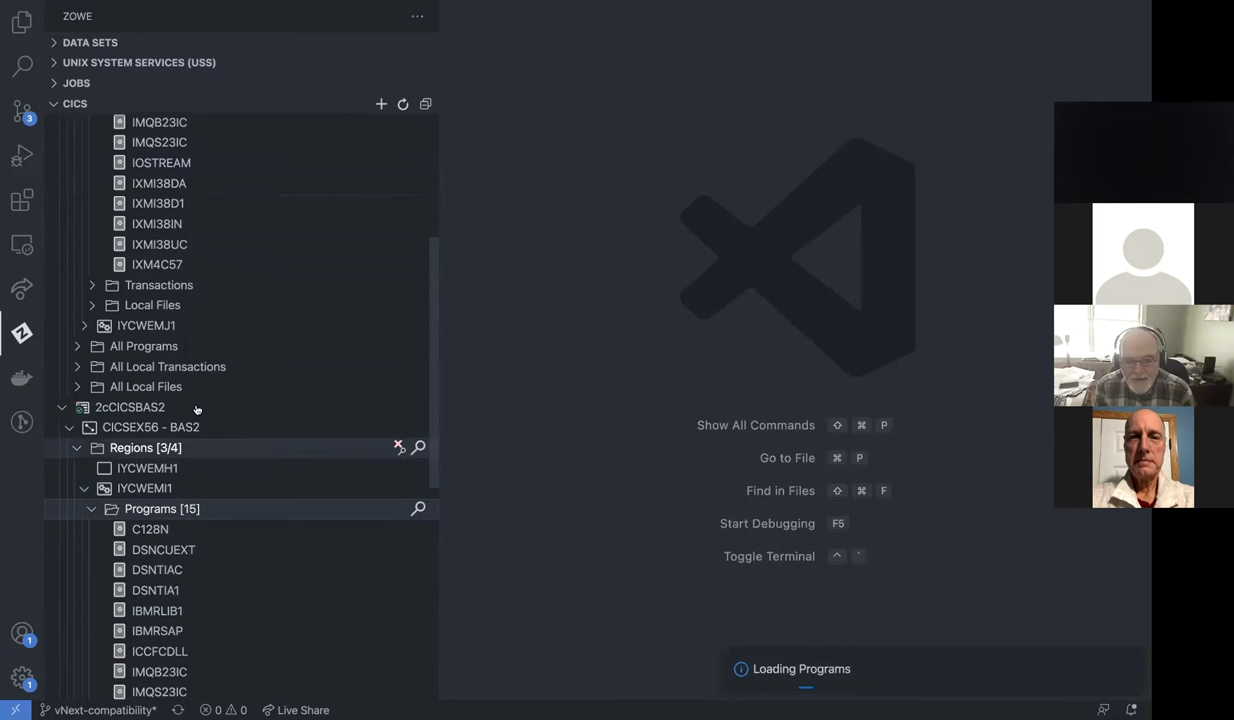 ZOWE
DATA SETS
UNIX SYSTEM SERVICES (USS)
JOBS
CICS
IMQB23IC
IMQS23IC
IOSTREAM
IXMI38DA
IXMI38D1
IXMI38IN
IXMI38UC
IXM4C57
Transactions
Local Files
IYCWEMJ1
All Programs
All Local Transactions
All Local Files
2cCICSBAS2
CICSEX56 - BAS2
Regions [3/4]
IYCWEMH1
IYCWEMI1
Programs [15]
C128N
DSNCUEXT
DSNTIAC
DSNTIA1
IBMRLIB1
IBMRSAP
ICCFCDLL
IMQB23IC
IMQS23IC
3
1
1
Show All Commands ⇧ ⌘ P
Go to File ⌘ P
Find in Files ⇧ ⌘ F
Start Debugging F5
Toggle Terminal ^ `
Loading Programs
vNext-compatibility* 0 0 Live Share